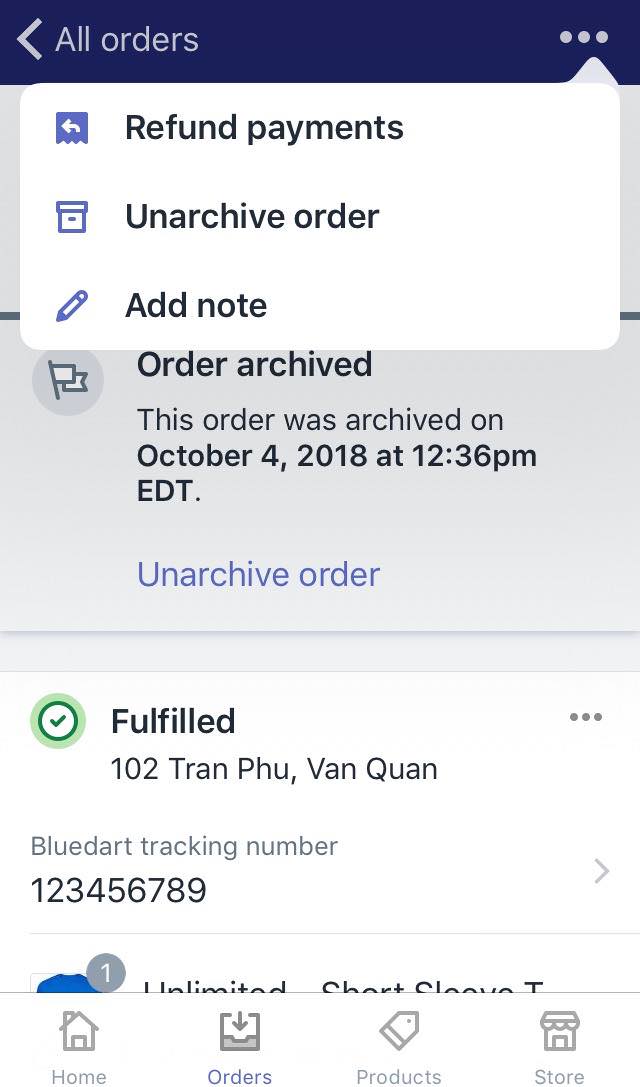 All orders
Refund payments
Unarchive order
Add note
Order archived
This order was archived on
October 4, 2018 at 12:36pm
EDT.
Unarchive order
Fulfilled
102 Tran Phu, Van Quan
Bluedart tracking number
123456789
1
Unlimited - Short Sleeve T
Home
Orders
Products
Store